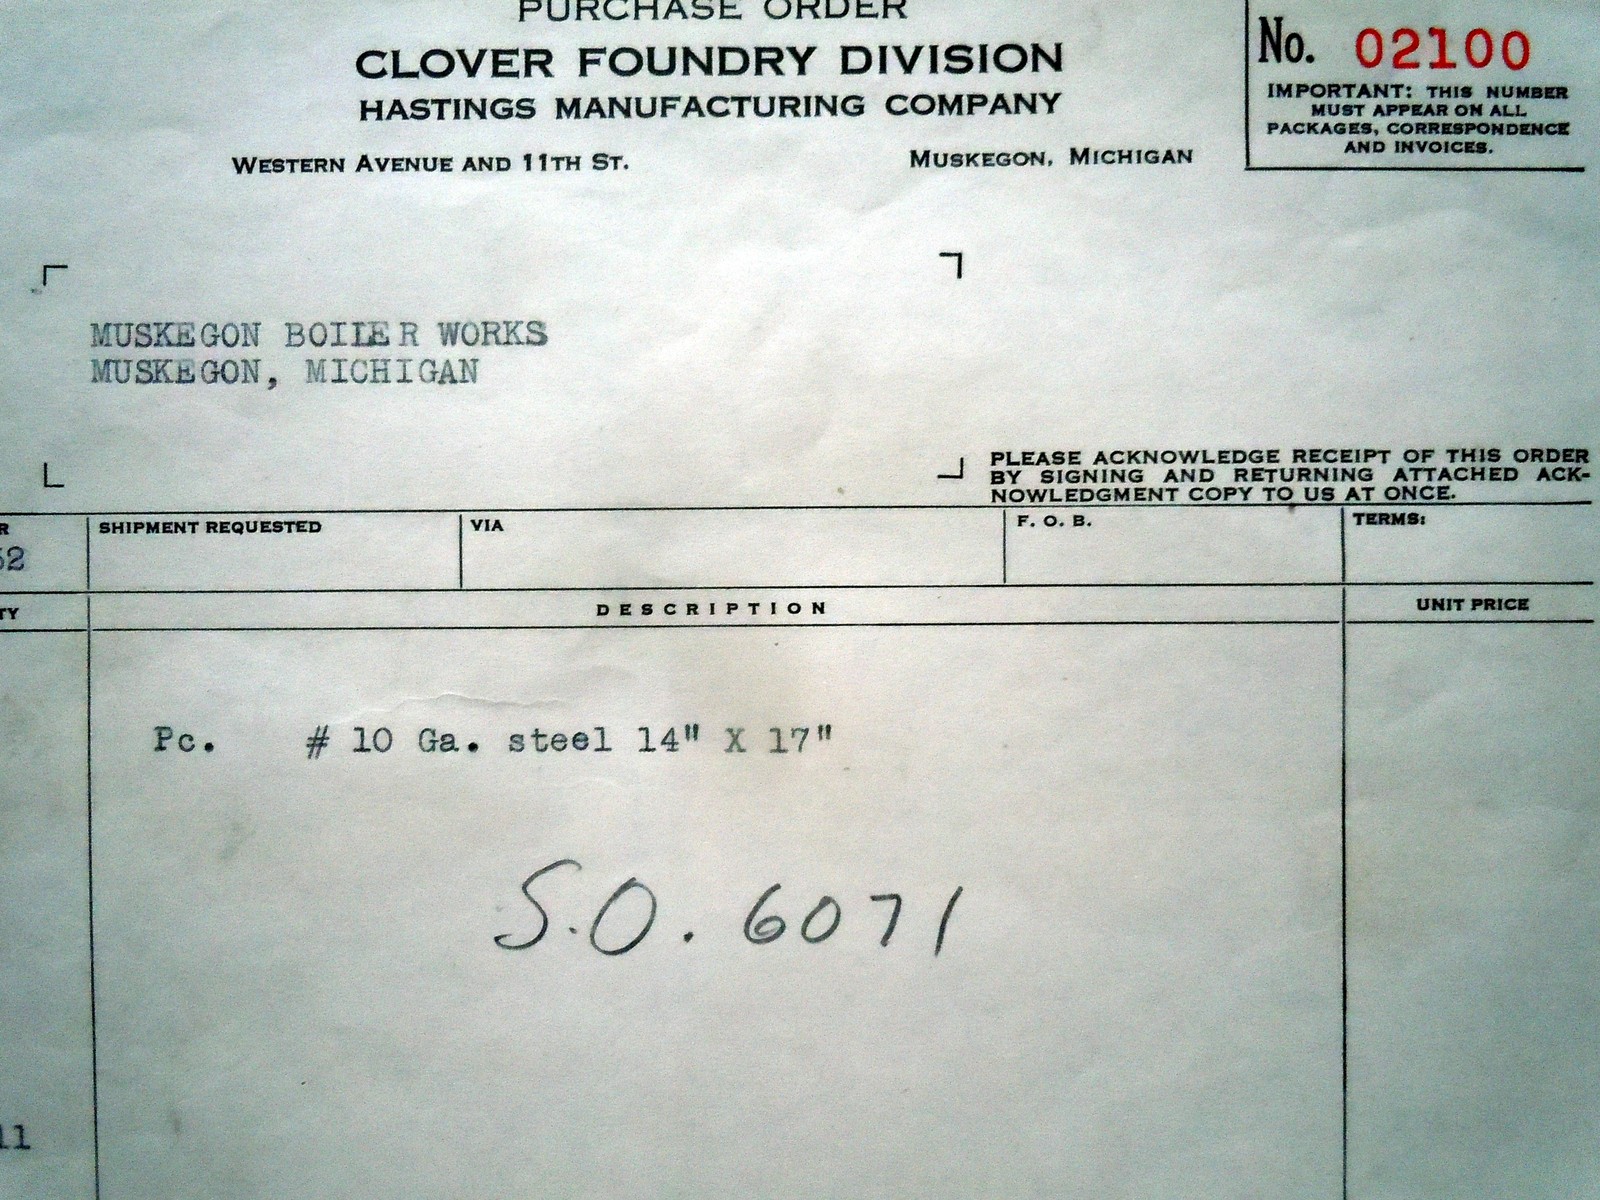 PURCHASE ORDER
CLOVER FOUNDRY DIVISION
HASTINGS MANUFACTURING COMPANY
WESTERN AVENUE AND 11TH ST. MUSKEGON, MICHIGAN
No. 02100
IMPORTANT: THIS NUMBER
MUST APPEAR ON ALL
PACKAGES, CORRESPONDENCE
AND INVOICES.
MUSKEGON BOILER WORKS
MUSKEGON, MICHIGAN
PLEASE ACKNOWLEDGE RECEIPT OF THIS ORDER
BY SIGNING AND RETURNING ATTACHED ACK-
NOWLEDGMENT COPY TO US AT ONCE.
R SHIPMENT REQUESTED VIA F. O. B. TERMS:
52
TY DESCRIPTION UNIT PRICE
Pc. # 10 Ga. steel 14" X 17"
S.O. 6071
11